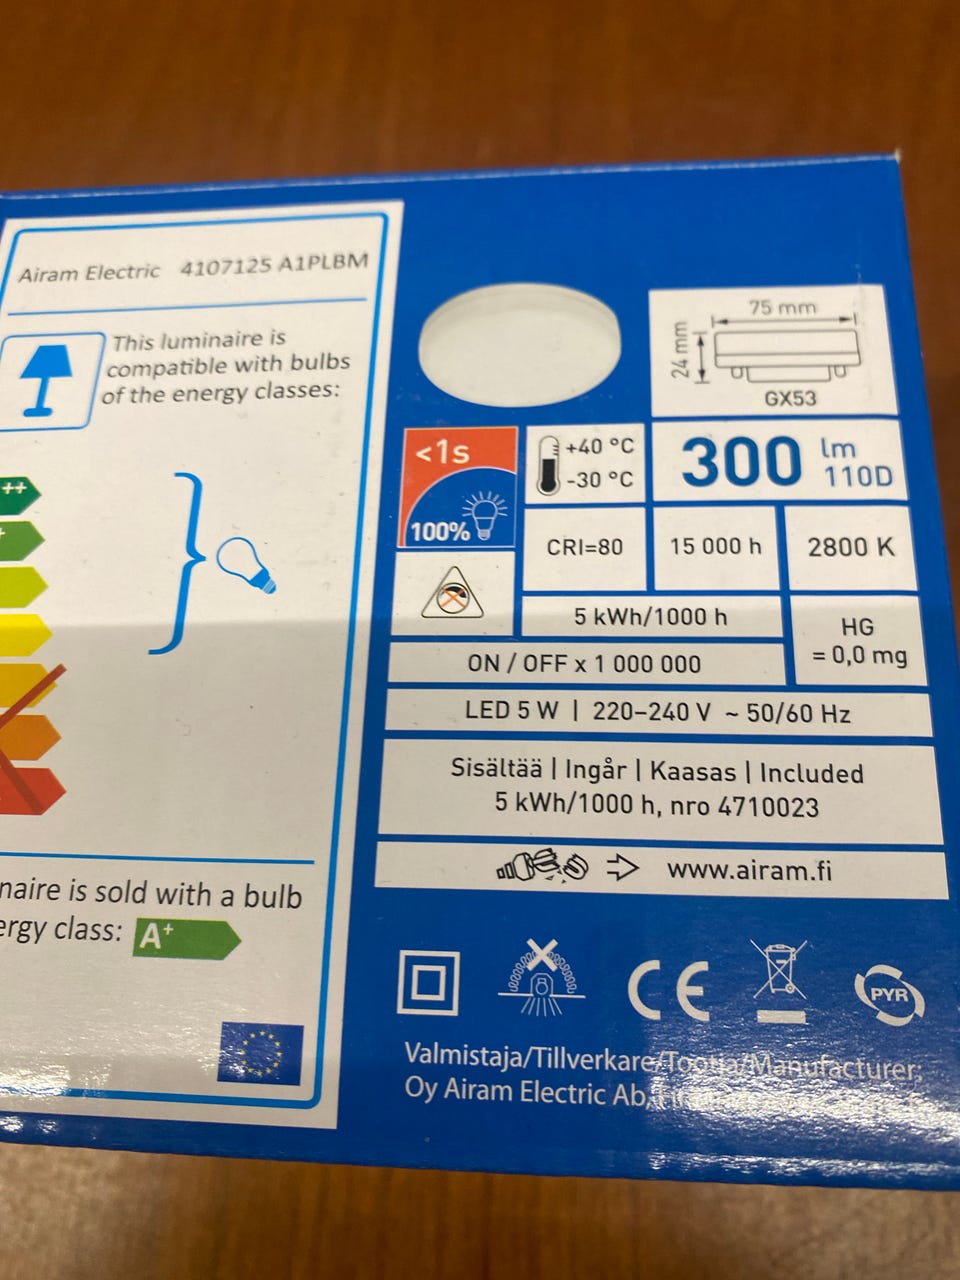 Airam Electric 4107125 A1PLBM
This luminaire is
compatible with bulbs
of the energy classes:
++
+
naire is sold with a bulb
ergy class: A+
75 mm
24 mm
GX53
<1s
100%
+40 °C
-30 °C
300 lm
110D
CRI=80
15 000 h
2800 K
5 kWh/1000 h
HG
= 0,0 mg
ON / OFF x 1 000 000
LED 5 W | 220–240 V ~ 50/60 Hz
Sisältää | Ingår | Kaasas | Included
5 kWh/1000 h, nro 4710023
www.airam.fi
CE
PYR
Valmistaja/Tillverkare/Tootja/Manufacturer:
Oy Airam Electric Ab,